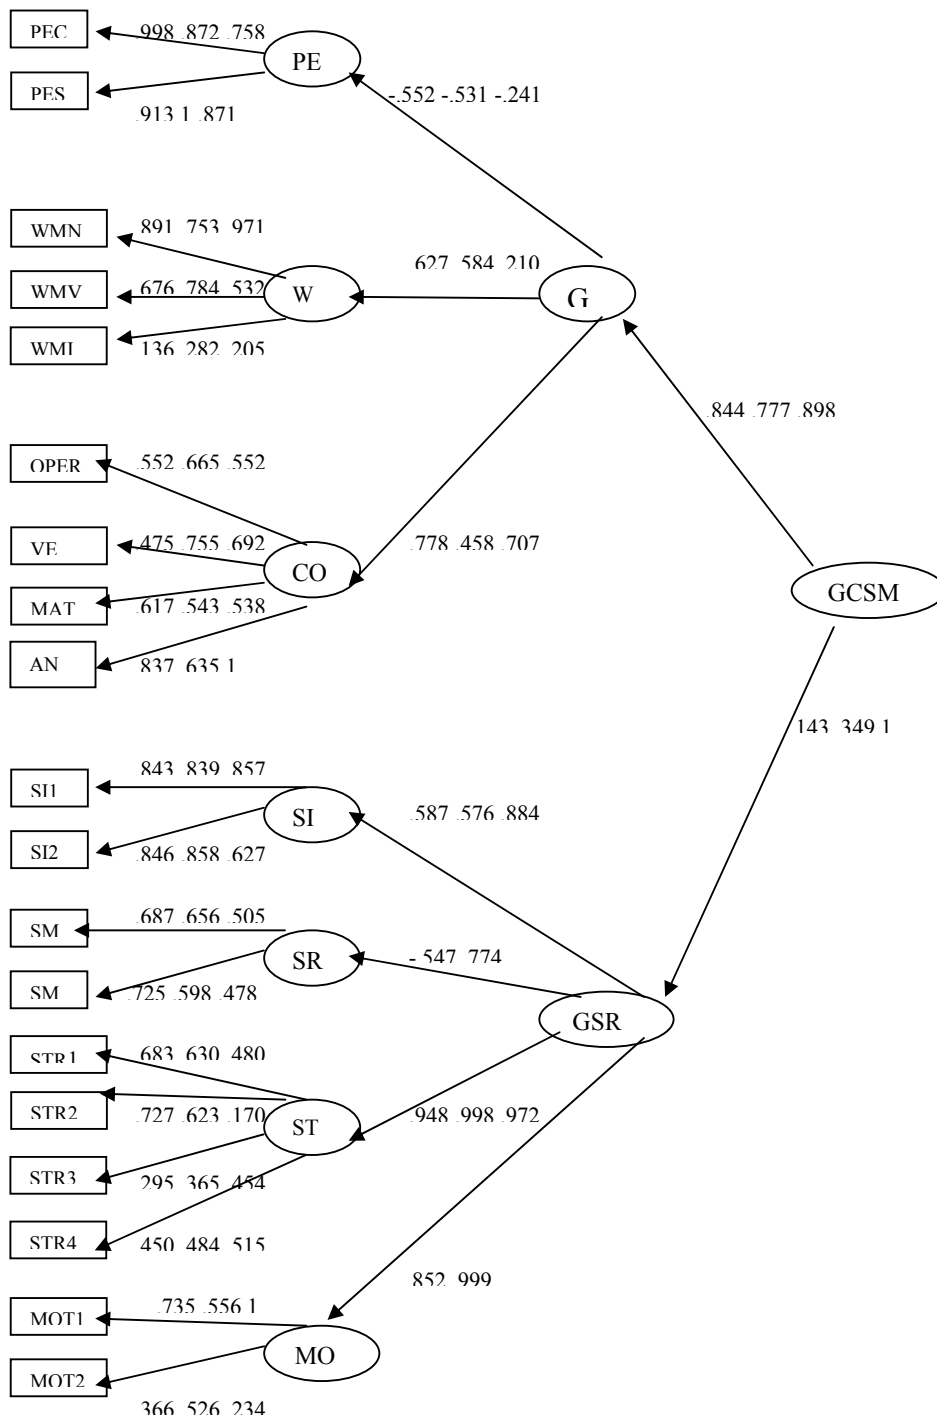 PEC
.998 .872 .758
PE
PES
-.552 -.531 -.241
.913 1 .871
WMN
891 .753 .971
627 .584 .210
WMV
676 .784 .532
W
G
WMI
136 .282 .205
.844 .777 .898
OPER
.552 .665 .552
VE
.475 .755 .692
.778 .458 .707
CO
GCSM
MAT
.617 .543 .538
AN
837 .635 1
143 .349 1
843 .839 .857
SI1
SI
.587 .576 .884
SI2
.846 .858 .627
SM
.687 .656 .505
SR
-.547 .774
SM
.725 .598 .478
GSR
STR1
683 .630 .480
STR2
.727 .623 .170
ST
.948 .998 .972
STR3
295 .365 .454
STR4
450 .484 .515
852 .999
MOT1
.735 .556 1
MO
MOT2
366 .526 .234